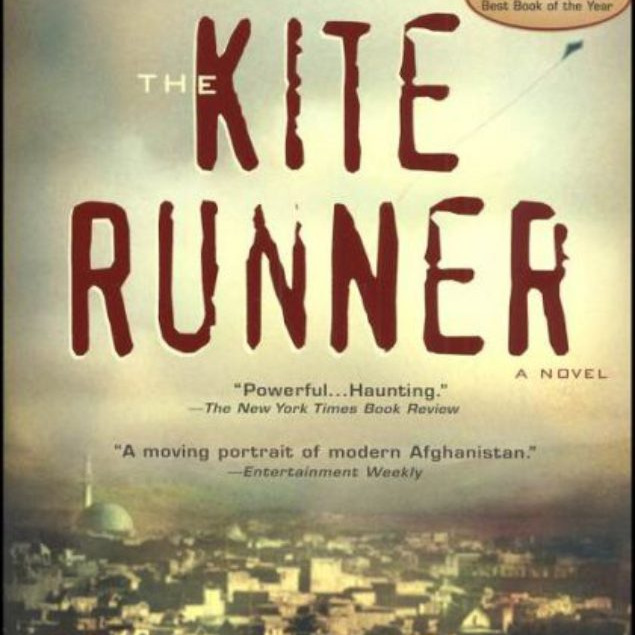 Best Book of the Year
THE KITE
RUNNER
A NOVEL
“Powerful...Haunting.”
—The New York Times Book Review
“A moving portrait of modern Afghanistan.”
—Entertainment Weekly